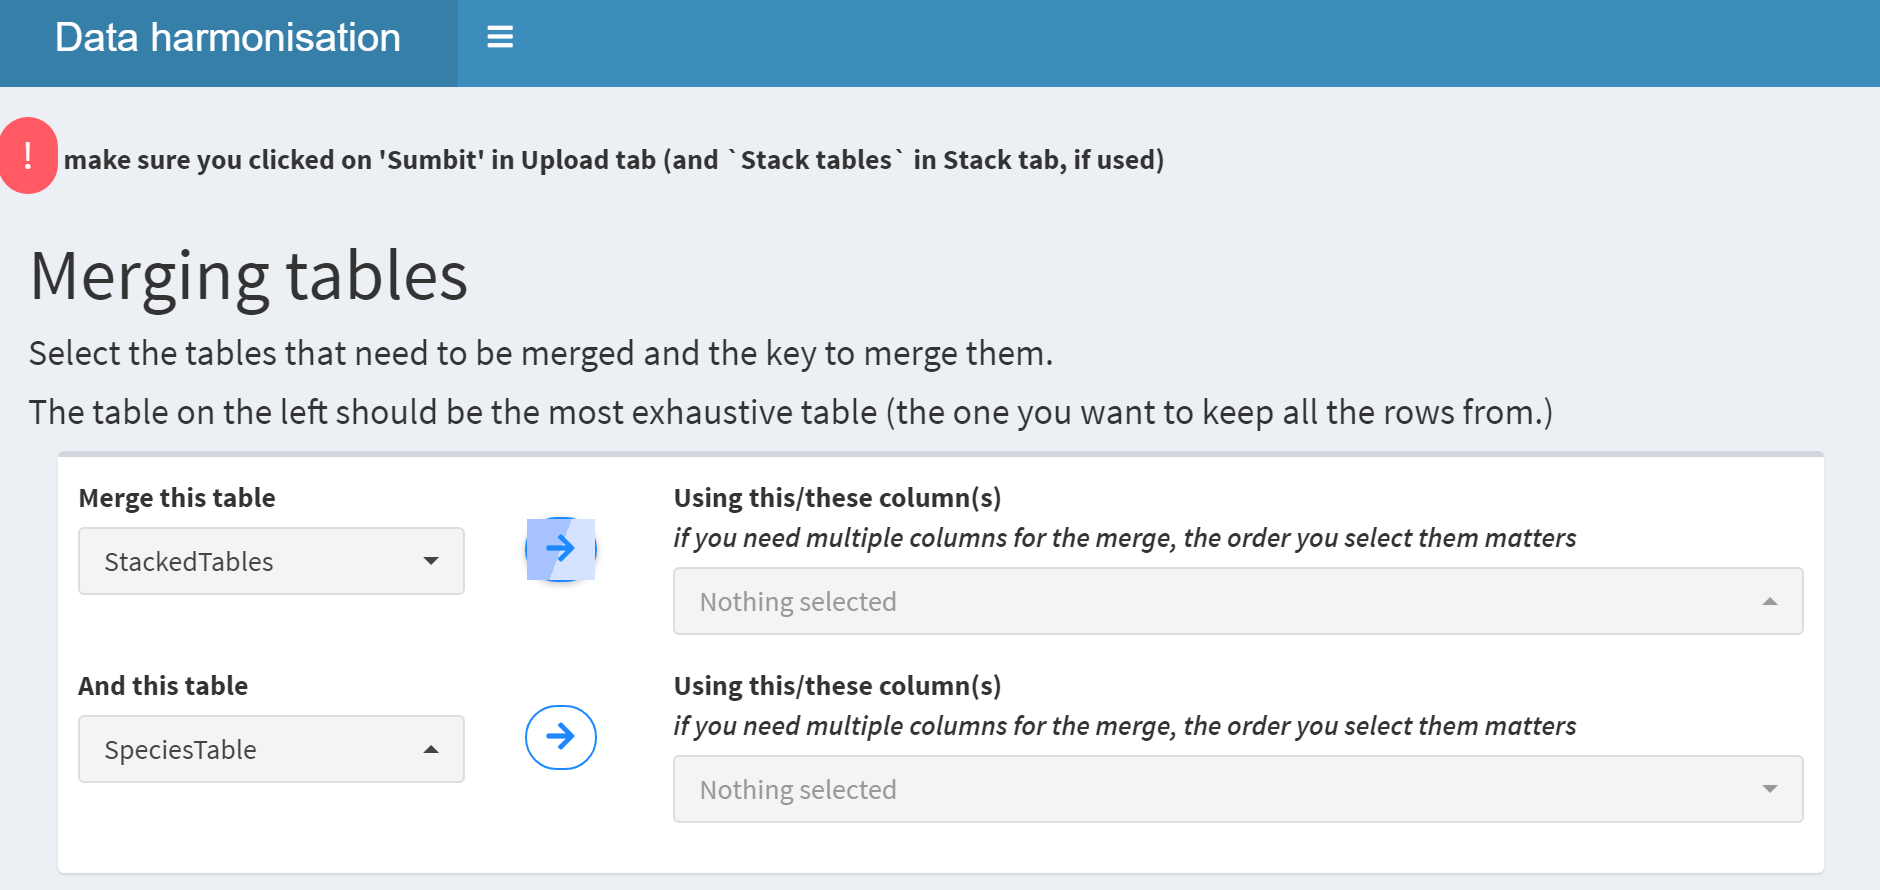 Data harmonisation
!
make sure you clicked on 'Sumbit' in Upload tab (and `Stack tables` in Stack tab, if used)
Merging tables
Select the tables that need to be merged and the key to merge them.
The table on the left should be the most exhaustive table (the one you want to keep all the rows from.)
Merge this table
StackedTables
Using this/these column(s)
if you need multiple columns for the merge, the order you select them matters
Nothing selected
And this table
SpeciesTable
Using this/these column(s)
if you need multiple columns for the merge, the order you select them matters
Nothing selected